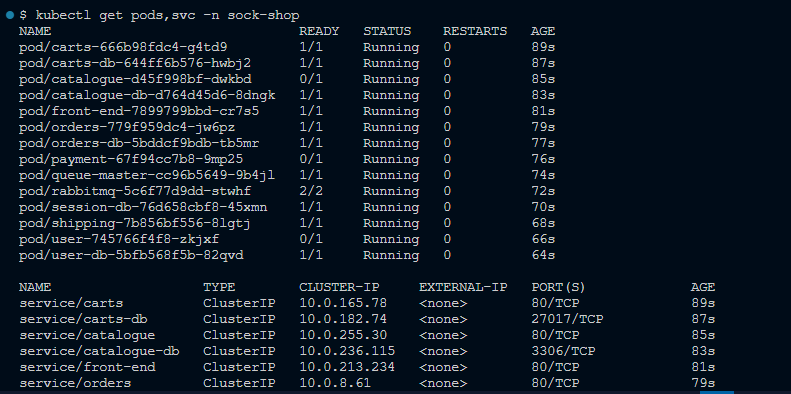 $ kubectl get pods,svc -n sock-shop
NAME READY STATUS RESTARTS AGE
pod/carts-666b98fdc4-g4td9 1/1 Running 0 89s
pod/carts-db-644ff6b576-hwbj2 1/1 Running 0 87s
pod/catalogue-d45f998bf-dwkbd 0/1 Running 0 85s
pod/catalogue-db-d764d45d6-8dngk 1/1 Running 0 83s
pod/front-end-7899799bbd-cr7s5 1/1 Running 0 81s
pod/orders-779f959dc4-jw6pz 1/1 Running 0 79s
pod/orders-db-5bddcf9bdb-tb5mr 1/1 Running 0 77s
pod/payment-67f94cc7b8-9mp25 0/1 Running 0 76s
pod/queue-master-cc96b5649-9b4jl 1/1 Running 0 74s
pod/rabbitmq-5c6f77d9dd-stwhf 2/2 Running 0 72s
pod/session-db-76d658cbf8-45xmn 1/1 Running 0 70s
pod/shipping-7b856bf556-8lgtj 1/1 Running 0 68s
pod/user-745766f4f8-zkjxf 0/1 Running 0 66s
pod/user-db-5bfb568f5b-82qvd 1/1 Running 0 64s
NAME TYPE CLUSTER-IP EXTERNAL-IP PORT(S) AGE
service/carts ClusterIP 10.0.165.78 <none> 80/TCP 89s
service/carts-db ClusterIP 10.0.182.74 <none> 27017/TCP 87s
service/catalogue ClusterIP 10.0.255.30 <none> 80/TCP 85s
service/catalogue-db ClusterIP 10.0.236.115 <none> 3306/TCP 83s
service/front-end ClusterIP 10.0.213.234 <none> 80/TCP 81s
service/orders ClusterIP 10.0.8.61 <none> 80/TCP 79s